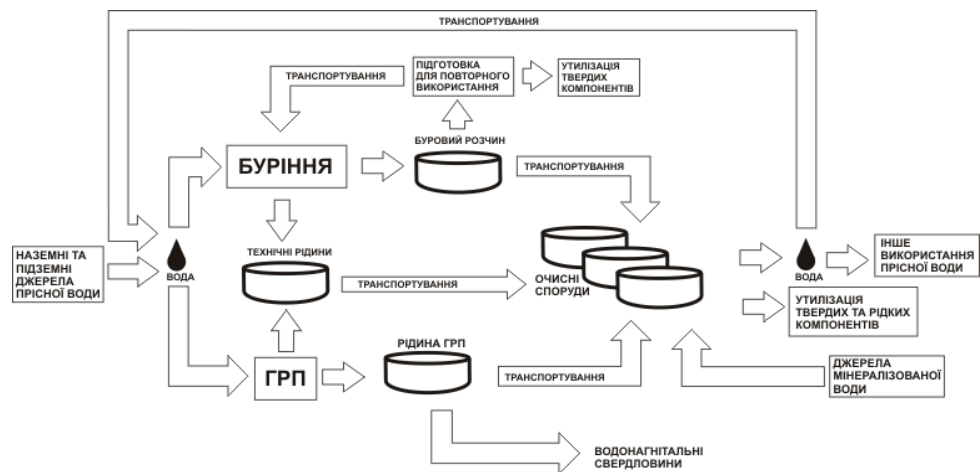 ТРАНСПОРТУВАННЯ
ТРАНСПОРТУВАННЯ
ПІДГОТОВКА
ДЛЯ ПОВТОРНОГО
ВИКОРИСТАННЯ
УТИЛИЗАЦІЯ
ТВЕРДИХ
КОМПОНЕНТІВ
БУРІННЯ
БУРОВИЙ РОЗЧИН
ТРАНСПОРТУВАННЯ
НАЗЕМНІ ТА
ПІДЗЕМНІ
ДЖЕРЕЛА
ПРІСНОЇ ВОДИ
ВОДА
ТЕХНІЧНІ РІДИНИ
ТРАНСПОРТУВАННЯ
ОЧИСНІ
СПОРУДИ
ВОДА
ІНШЕ
ВИКОРИСТАННЯ
ПРІСНОЇ ВОДИ
УТИЛИЗАЦІЯ
ТВЕРДИХ ТА РІДКИХ
КОМПОНЕНТІВ
ГРП
РІДИНА ГРП
ТРАНСПОРТУВАННЯ
ДЖЕРЕЛА
МІНЕРАЛІЗОВАНОЇ
ВОДИ
ВОДОНАГНІТАЛЬНІ
СВЕРДЛОВИНИ